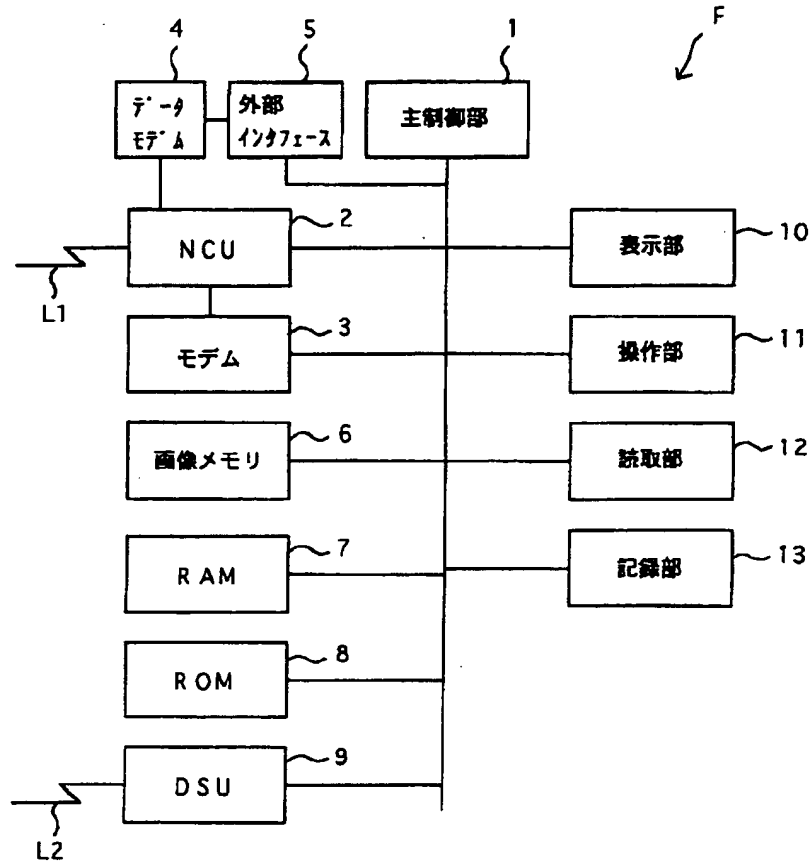 4
5
1
F
データ
モデム
外部
インタフェース
主制御部
2
NCU
10
表示部
L1
3
モデム
11
操作部
6
画像メモリ
12
読取部
7
RAM
13
記録部
8
ROM
9
DSU
L2